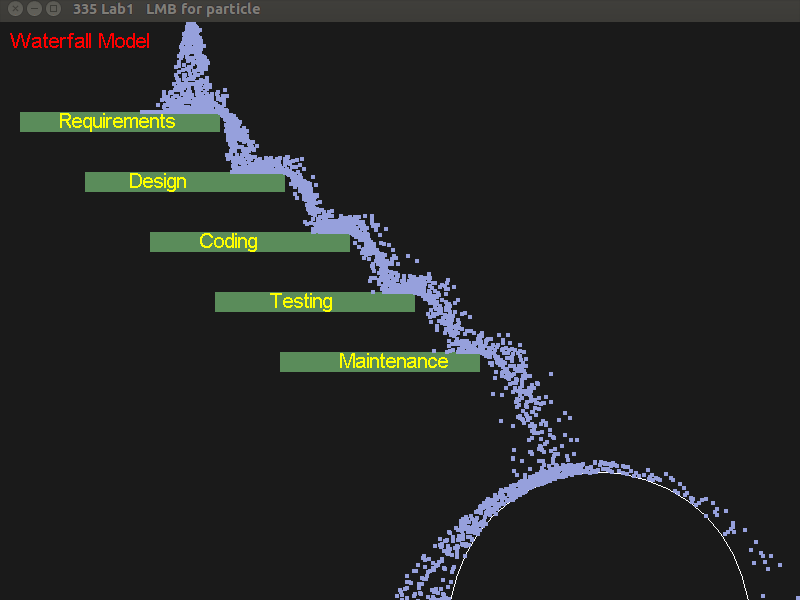 335 Lab1   LMB for particle
Waterfall Model
Requirements
Design
Coding
Testing
Maintenance